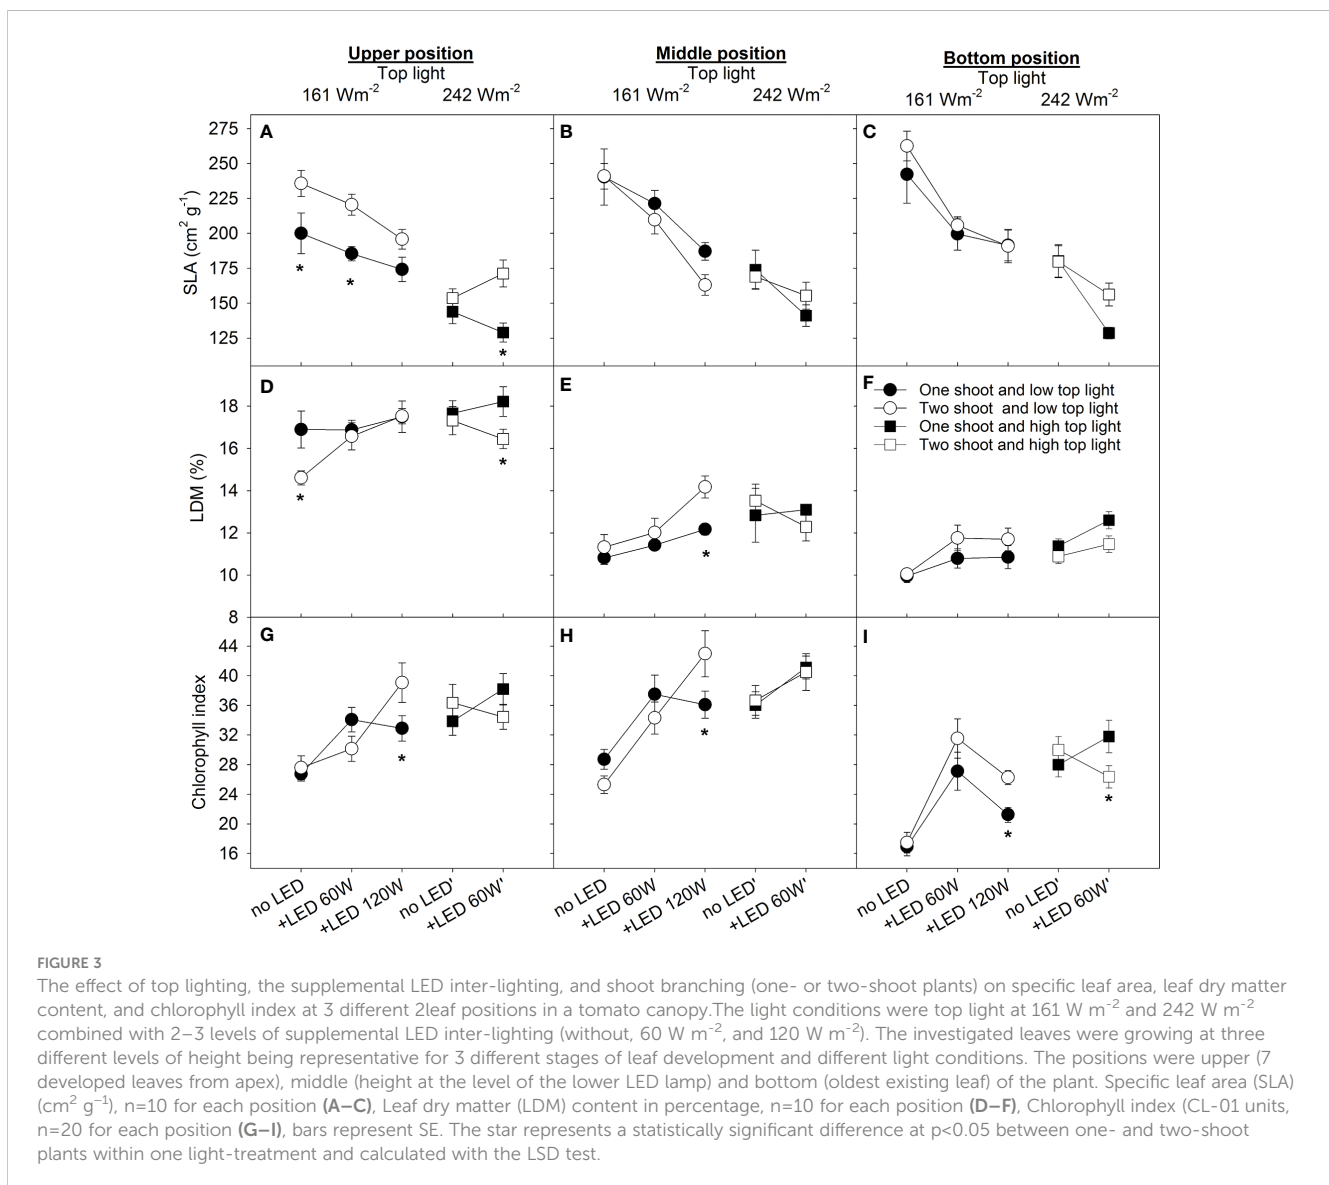 Upper position
Top light
161 Wm-2
242 Wm-2
Middle position
Top light
161 Wm-2
242 Wm-2
Bottom position
Top light
161 Wm-2
242 Wm-2
A
B
C
275
250
225
200
175
150
125
SLA (cm2 g-1)
*
*
*
D
E
F
18
16
14
12
10
8
LDM (%)
*
*
*
One shoot and low top light
Two shoot and low top light
One shoot and high top light
Two shoot and high top light
G
H
I
44
40
36
32
28
24
20
16
Chlorophyll index
*
*
*
*
no LED
+LED 60W
+LED 120W
no LED'
+LED 60W'
no LED
+LED 60W
+LED 120W
no LED'
+LED 60W'
no LED
+LED 60W
+LED 120W
no LED'
+LED 60W'
FIGURE 3
The effect of top lighting, the supplemental LED inter-lighting, and shoot branching (one- or two-shoot plants) on specific leaf area, leaf dry matter
content, and chlorophyll index at 3 different 2leaf positions in a tomato canopy.The light conditions were top light at 161 W m-2 and 242 W m-2
combined with 2–3 levels of supplemental LED inter-lighting (without, 60 W m-2, and 120 W m-2). The investigated leaves were growing at three
different levels of height being representative for 3 different stages of leaf development and different light conditions. The positions were upper (7
developed leaves from apex), middle (height at the level of the lower LED lamp) and bottom (oldest existing leaf) of the plant. Specific leaf area (SLA)
(cm2 g−1), n=10 for each position (A–C), Leaf dry matter (LDM) content in percentage, n=10 for each position (D–F), Chlorophyll index (CL-01 units,
n=20 for each position (G–I), bars represent SE. The star represents a statistically significant difference at p<0.05 between one- and two-shoot
plants within one light-treatment and calculated with the LSD test.